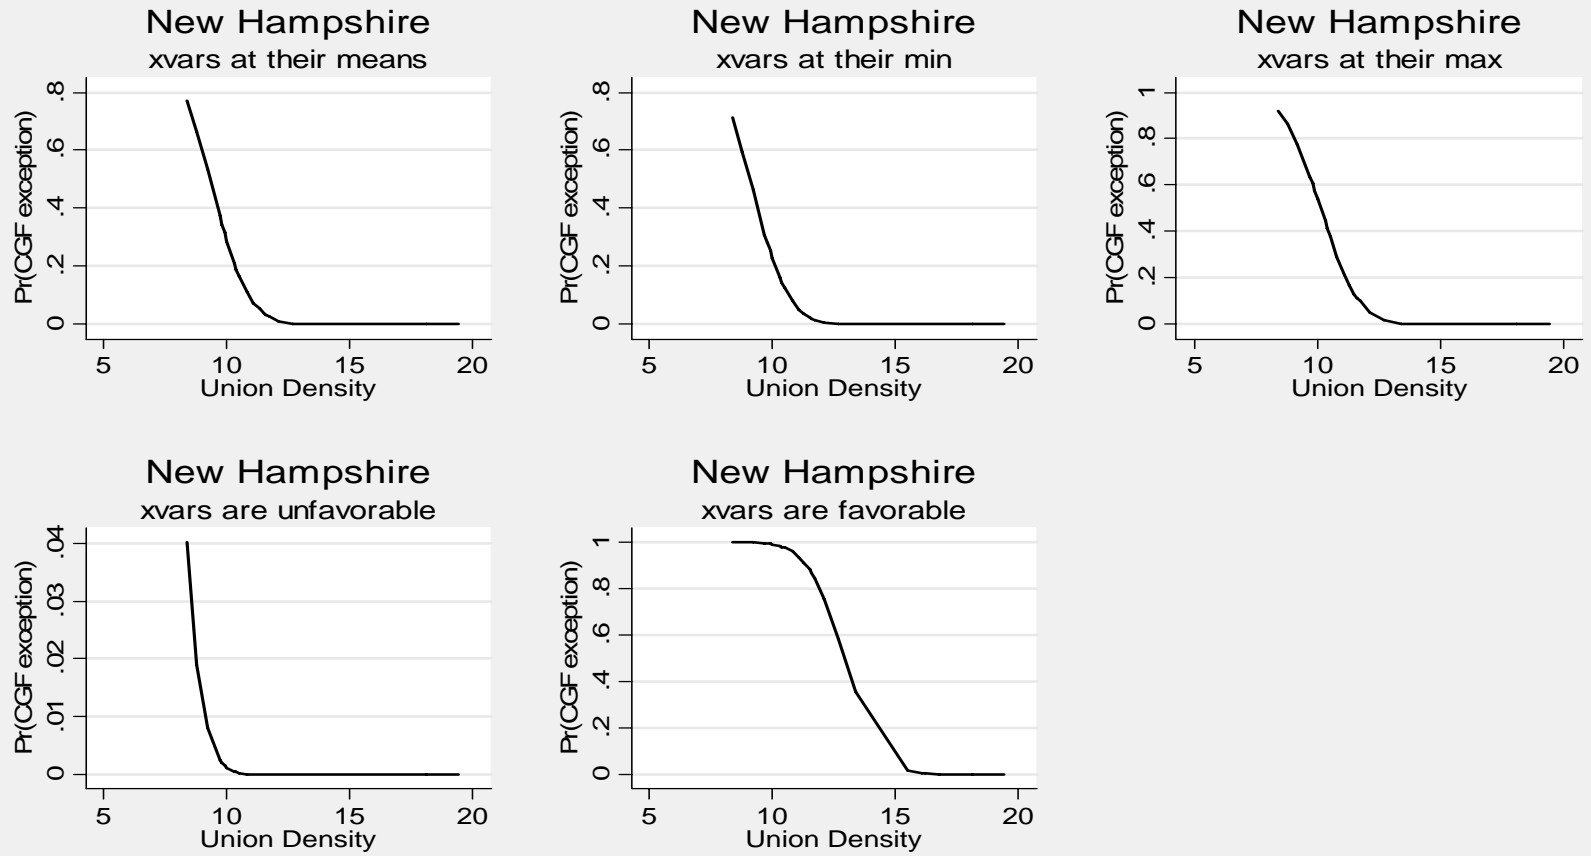 New Hampshire
xvars at their means
Pr(CGF exception)
.8
.6
.4
.2
0
5 10 15 20
Union Density
New Hampshire
xvars at their min
Pr(CGF exception)
.8
.6
.4
.2
0
5 10 15 20
Union Density
New Hampshire
xvars at their max
Pr(CGF exception)
1
.8
.6
.4
.2
0
5 10 15 20
Union Density
New Hampshire
xvars are unfavorable
Pr(CGF exception)
.04
.03
.02
.01
0
5 10 15 20
Union Density
New Hampshire
xvars are favorable
Pr(CGF exception)
1
.8
.6
.4
.2
0
5 10 15 20
Union Density